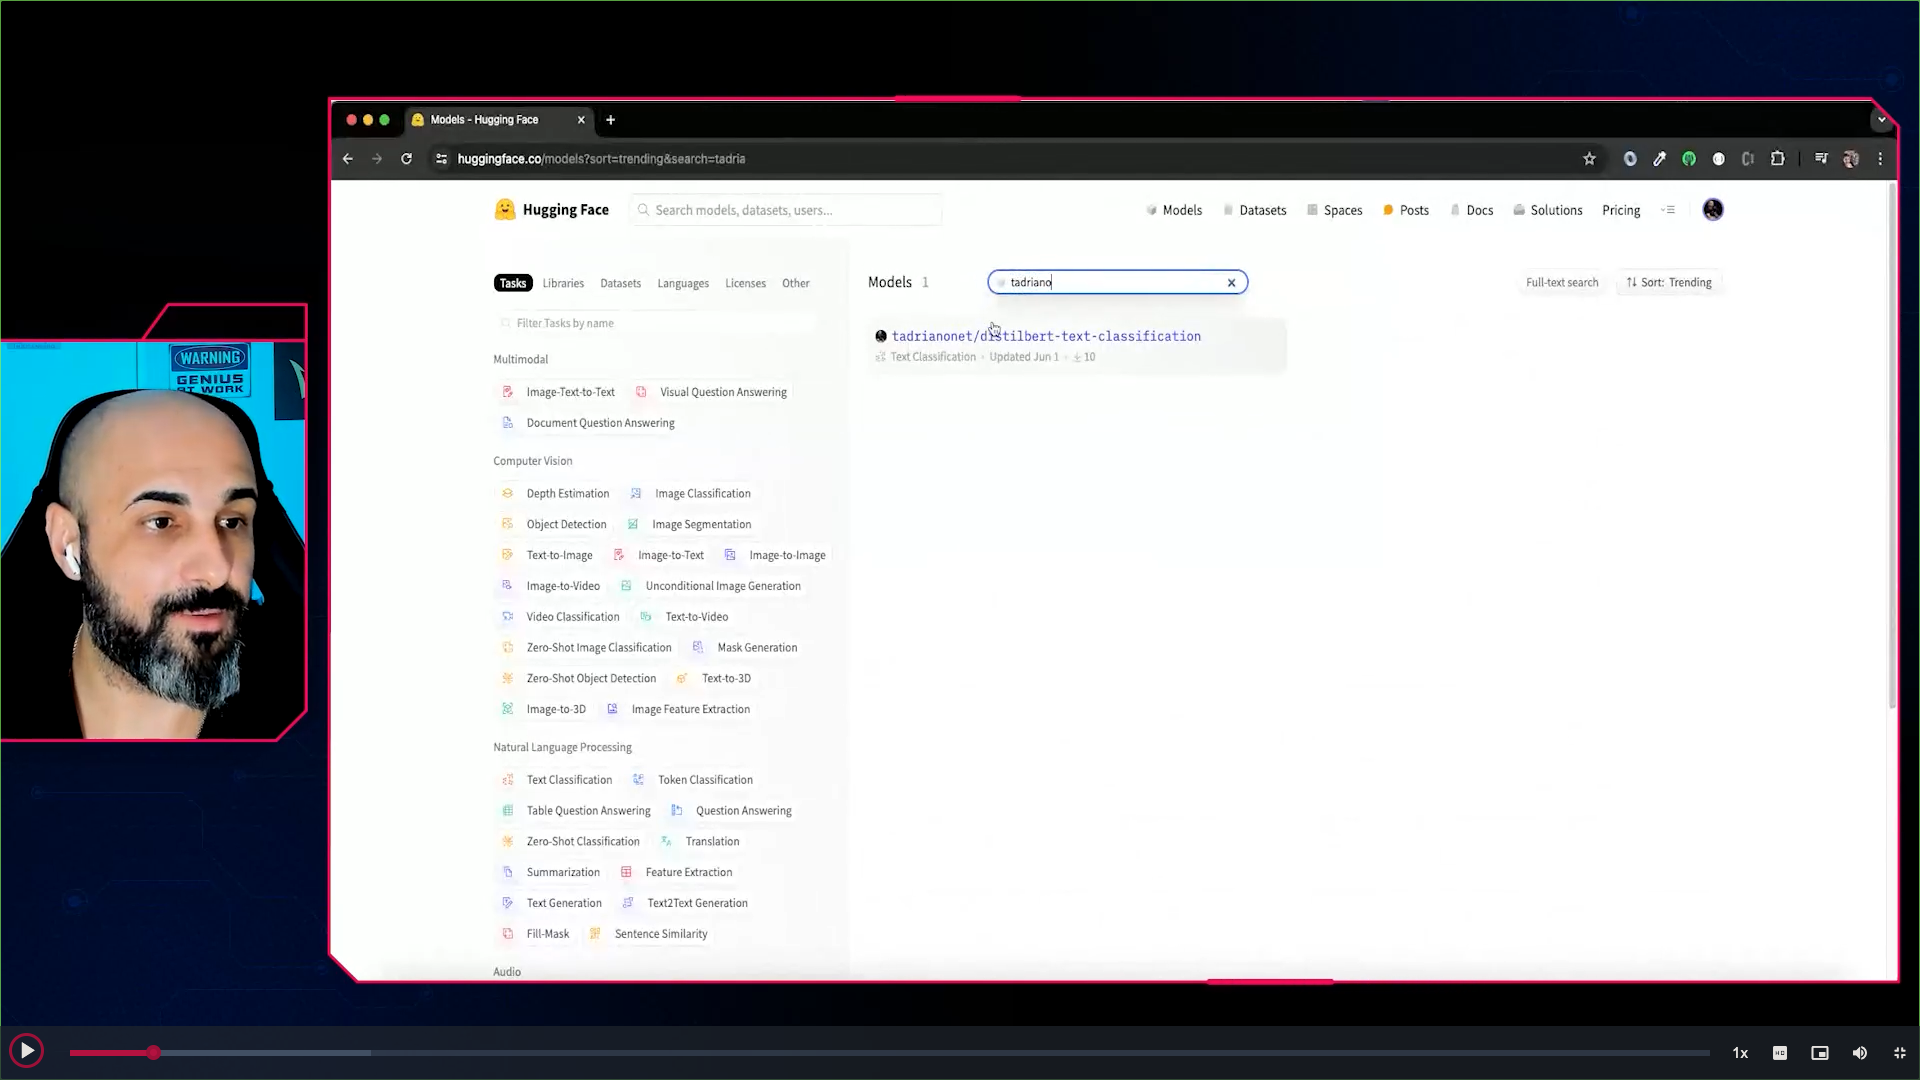 Models - Hugging Face
huggingface.co/models?sort=trending&search=tadria
Hugging Face
Search models, datasets, users...
Models
Datasets
Spaces
Posts
Docs
Solutions
Pricing
Tasks
Libraries
Datasets
Languages
Licenses
Other
Filter Tasks by name
Multimodal
Image-Text-to-Text
Visual Question Answering
Document Question Answering
Computer Vision
Depth Estimation
Image Classification
Object Detection
Image Segmentation
Text-to-Image
Image-to-Text
Image-to-Image
Image-to-Video
Unconditional Image Generation
Video Classification
Text-to-Video
Zero-Shot Image Classification
Mask Generation
Zero-Shot Object Detection
Text-to-3D
Image-to-3D
Image Feature Extraction
Natural Language Processing
Text Classification
Token Classification
Table Question Answering
Question Answering
Zero-Shot Classification
Translation
Summarization
Feature Extraction
Text Generation
Text2Text Generation
Fill-Mask
Sentence Similarity
Audio
Models 1
tadriano
Full-text search
Sort: Trending
tadrianonet/distilbert-text-classification
Text Classification • Updated Jun 1 • 10
WARNING
GENIUS
AT WORK
1x
HD